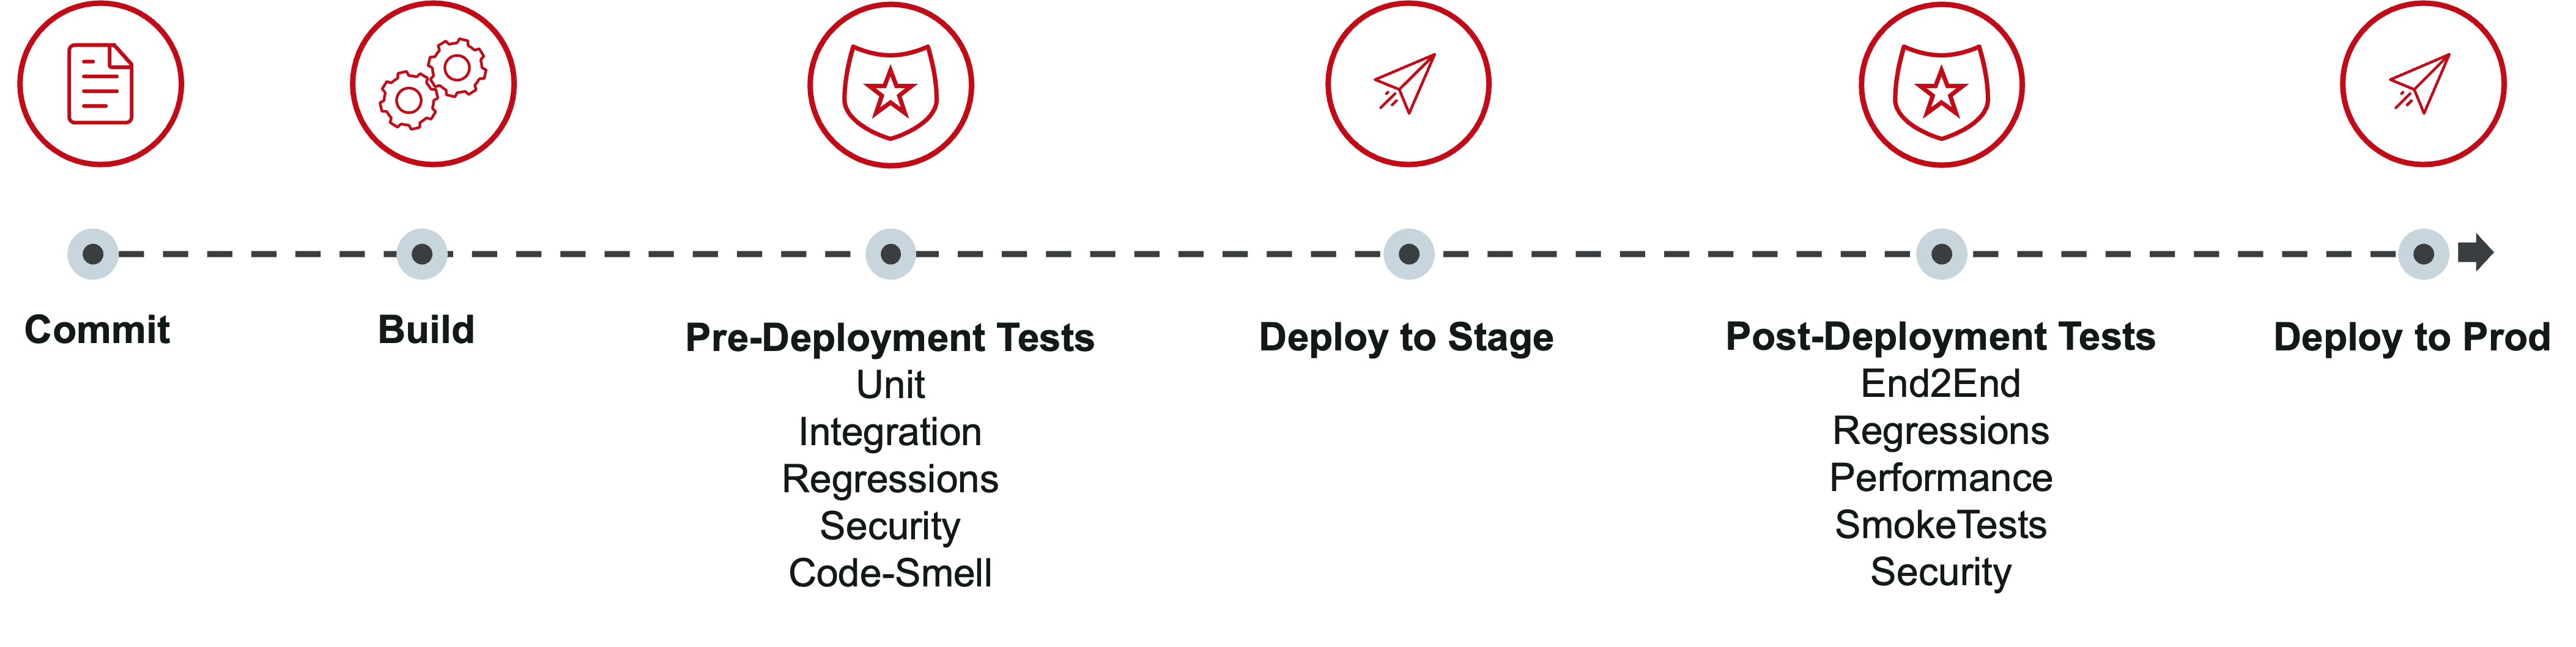 Commit
Build
Pre-Deployment Tests
Unit
Integration
Regressions
Security
Code-Smell
Deploy to Stage
Post-Deployment Tests
End2End
Regressions
Performance
SmokeTests
Security
Deploy to Prod